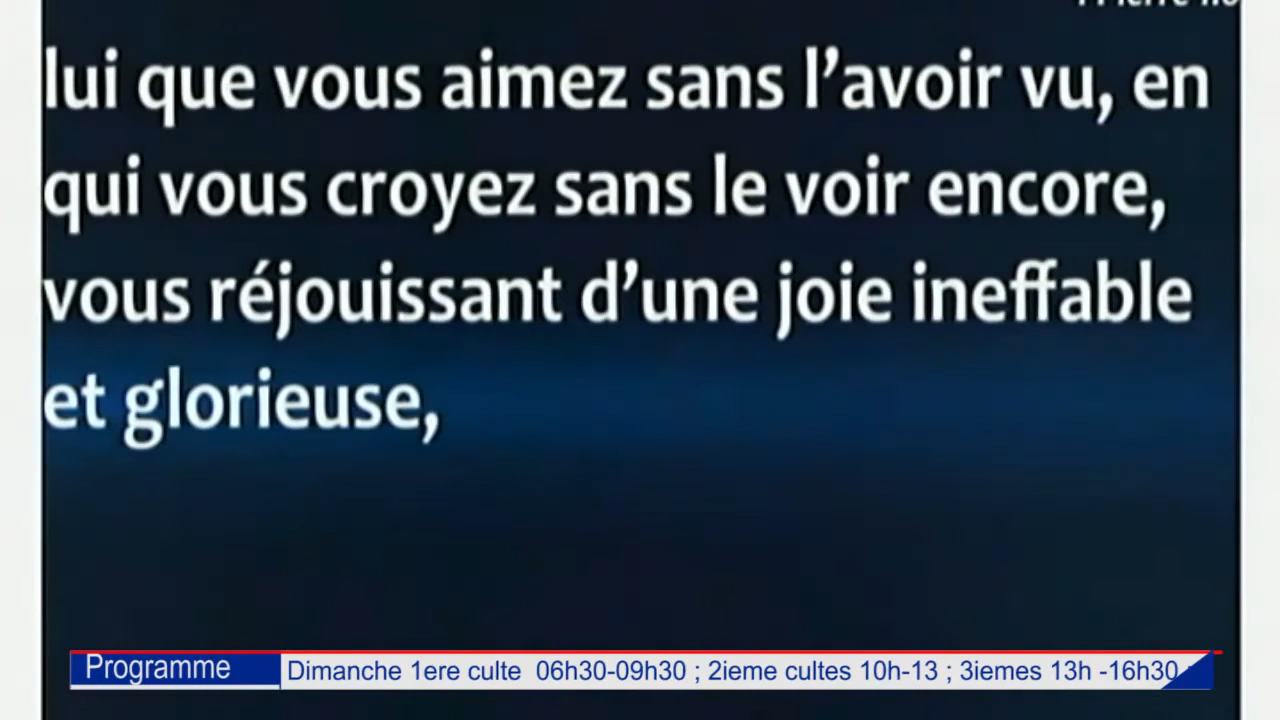 lui que vous aimez sans l’avoir vu, en
qui vous croyez sans le voir encore,
vous réjouissant d’une joie ineffable
et glorieuse,
Programme
Dimanche 1ere culte 06h30-09h30 ; 2ieme cultes 10h-13 ; 3iemes 13h -16h30